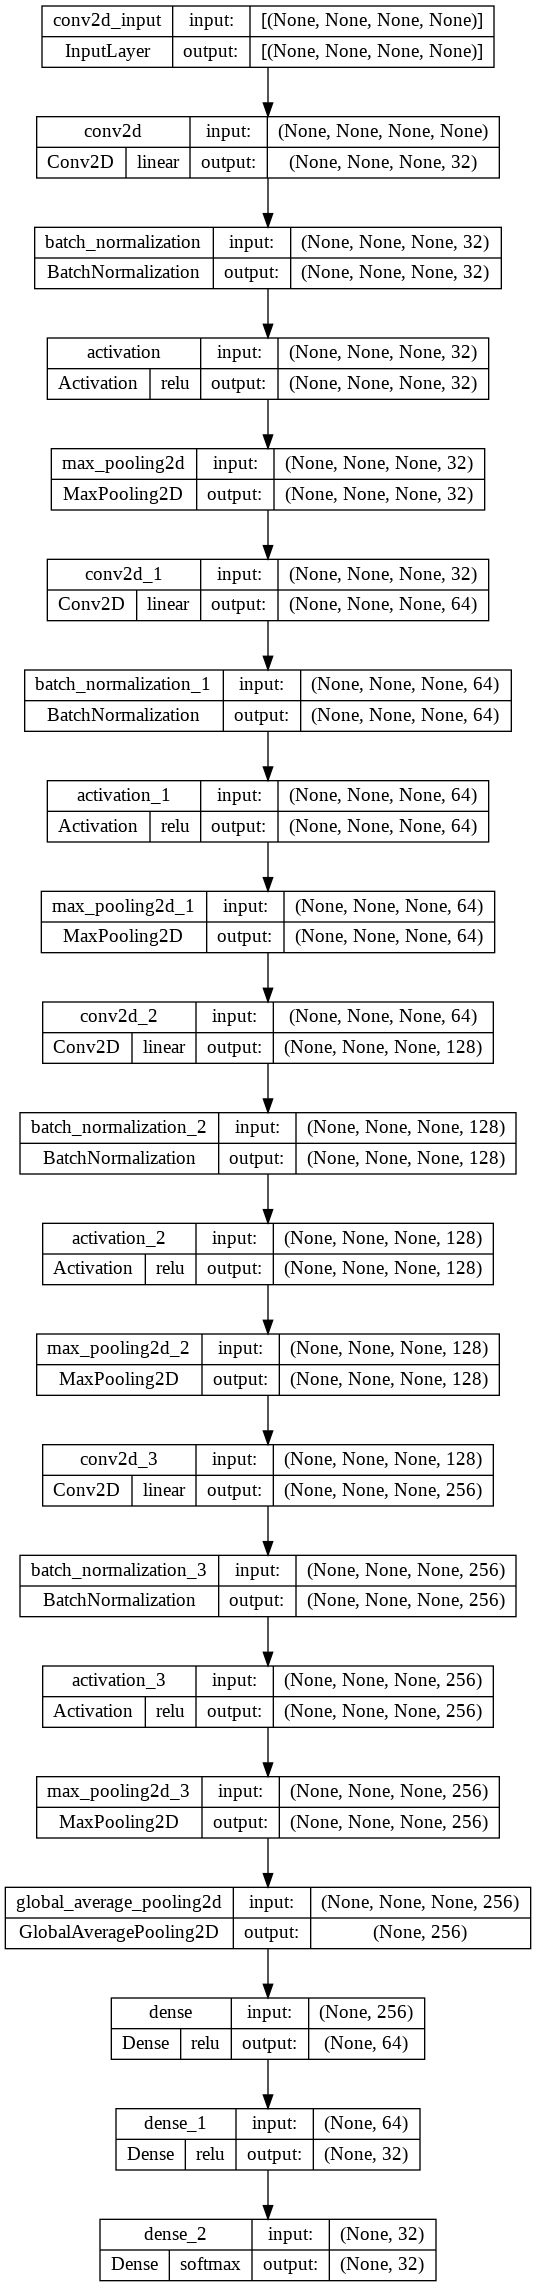 conv2d_input input: [(None, None, None, None)]
InputLayer output: [(None, None, None, None)]
conv2d input: (None, None, None, None)
Conv2D linear output: (None, None, None, 32)
batch_normalization input: (None, None, None, 32)
BatchNormalization output: (None, None, None, 32)
activation input: (None, None, None, 32)
Activation relu output: (None, None, None, 32)
max_pooling2d input: (None, None, None, 32)
MaxPooling2D output: (None, None, None, 32)
conv2d_1 input: (None, None, None, 32)
Conv2D linear output: (None, None, None, 64)
batch_normalization_1 input: (None, None, None, 64)
BatchNormalization output: (None, None, None, 64)
activation_1 input: (None, None, None, 64)
Activation relu output: (None, None, None, 64)
max_pooling2d_1 input: (None, None, None, 64)
MaxPooling2D output: (None, None, None, 64)
conv2d_2 input: (None, None, None, 64)
Conv2D linear output: (None, None, None, 128)
batch_normalization_2 input: (None, None, None, 128)
BatchNormalization output: (None, None, None, 128)
activation_2 input: (None, None, None, 128)
Activation relu output: (None, None, None, 128)
max_pooling2d_2 input: (None, None, None, 128)
MaxPooling2D output: (None, None, None, 128)
conv2d_3 input: (None, None, None, 128)
Conv2D linear output: (None, None, None, 256)
batch_normalization_3 input: (None, None, None, 256)
BatchNormalization output: (None, None, None, 256)
activation_3 input: (None, None, None, 256)
Activation relu output: (None, None, None, 256)
max_pooling2d_3 input: (None, None, None, 256)
MaxPooling2D output: (None, None, None, 256)
global_average_pooling2d input: (None, None, None, 256)
GlobalAveragePooling2D output: (None, 256)
dense input: (None, 256)
Dense relu output: (None, 64)
dense_1 input: (None, 64)
Dense relu output: (None, 32)
dense_2 input: (None, 32)
Dense softmax output: (None, 32)